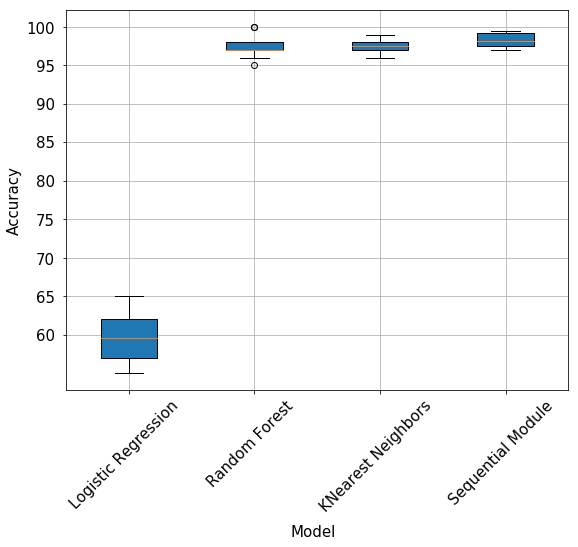 Accuracy
100
95
90
85
80
75
70
65
60
Logistic Regression
Random Forest
KNearest Neighbors
Sequential Module
Model